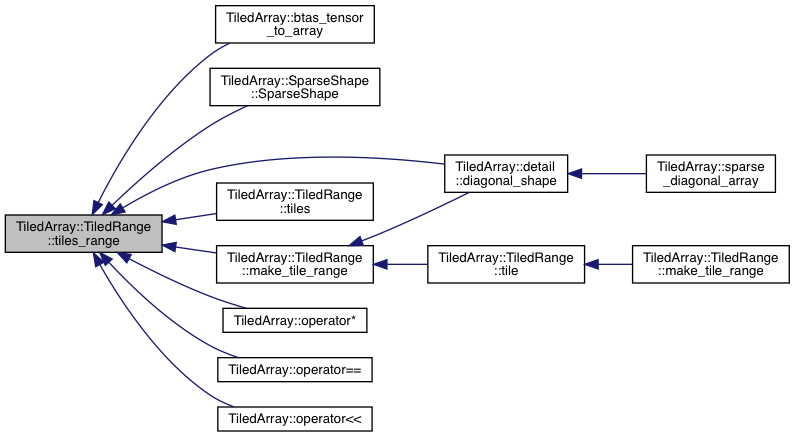 TiledArray::btas_tensor
_to_array
TiledArray::SparseShape
::SparseShape
TiledArray::detail
::diagonal_shape
TiledArray::sparse
_diagonal_array
TiledArray::TiledRange
::tiles
TiledArray::TiledRange
::tiles_range
TiledArray::TiledRange
::make_tile_range
TiledArray::TiledRange
::tile
TiledArray::TiledRange
::make_tile_range
TiledArray::operator*
TiledArray::operator==
TiledArray::operator<<